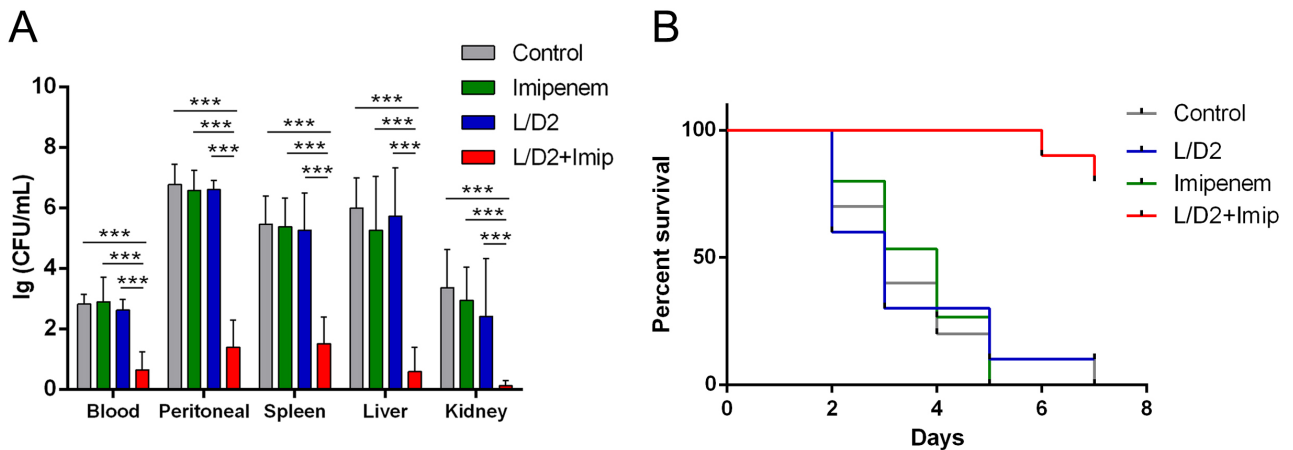 A
Control
Imipenem
L/D2
L/D2+Imip
lg (CFU/mL)
10
8
6
4
2
0
*** *** ***
*** *** ***
*** *** ***
*** *** ***
*** *** ***
Blood Peritoneal Spleen Liver Kidney
B
Control
L/D2
Imipenem
L/D2+Imip
Percent survival
100
50
0
0 2 4 6 8
Days